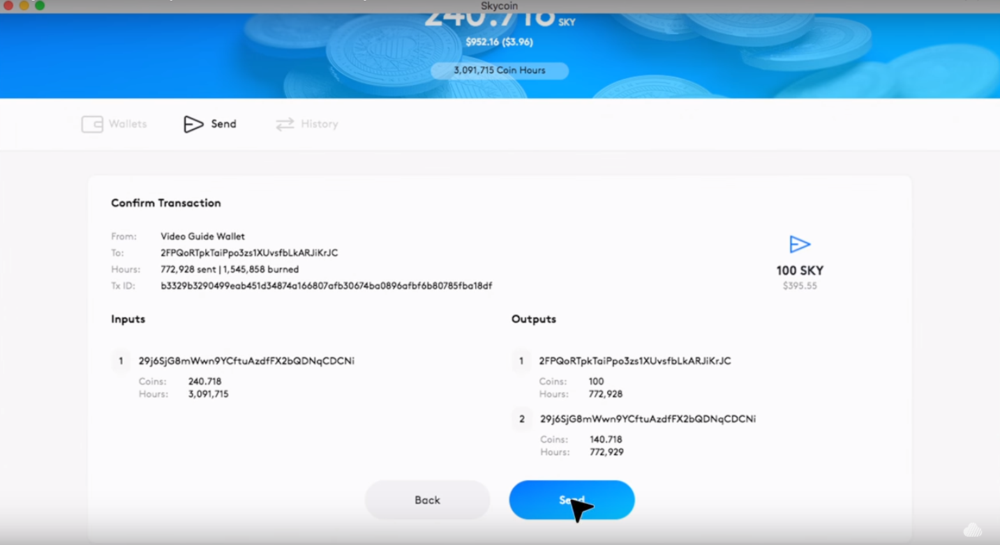 Skycoin
240.718 SKY
$952.16 ($3.96)
3,091,715 Coin Hours
Wallets
Send
History
Confirm Transaction
From: Video Guide Wallet
To: 2FPQoRTpkTaiPpo3zs1XUvsfbLkARJiKrJC
Hours: 772,928 sent | 1,545,858 burned
Tx ID: b3329b3290499eab451d34874a166807afb30674ba0896afbf6b80785fba18df
100 SKY
$395.55
Inputs
1 29j6SjG8mWwn9YCftuAzdfFX2bQDNqCDCNi
Coins: 240.718
Hours: 3,091,715
Outputs
1 2FPQoRTpkTaiPpo3zs1XUvsfbLkARJiKrJC
Coins: 100
Hours: 772,928
2 29j6SjG8mWwn9YCftuAzdfFX2bQDNqCDCNi
Coins: 140.718
Hours: 772,929
Back
Send